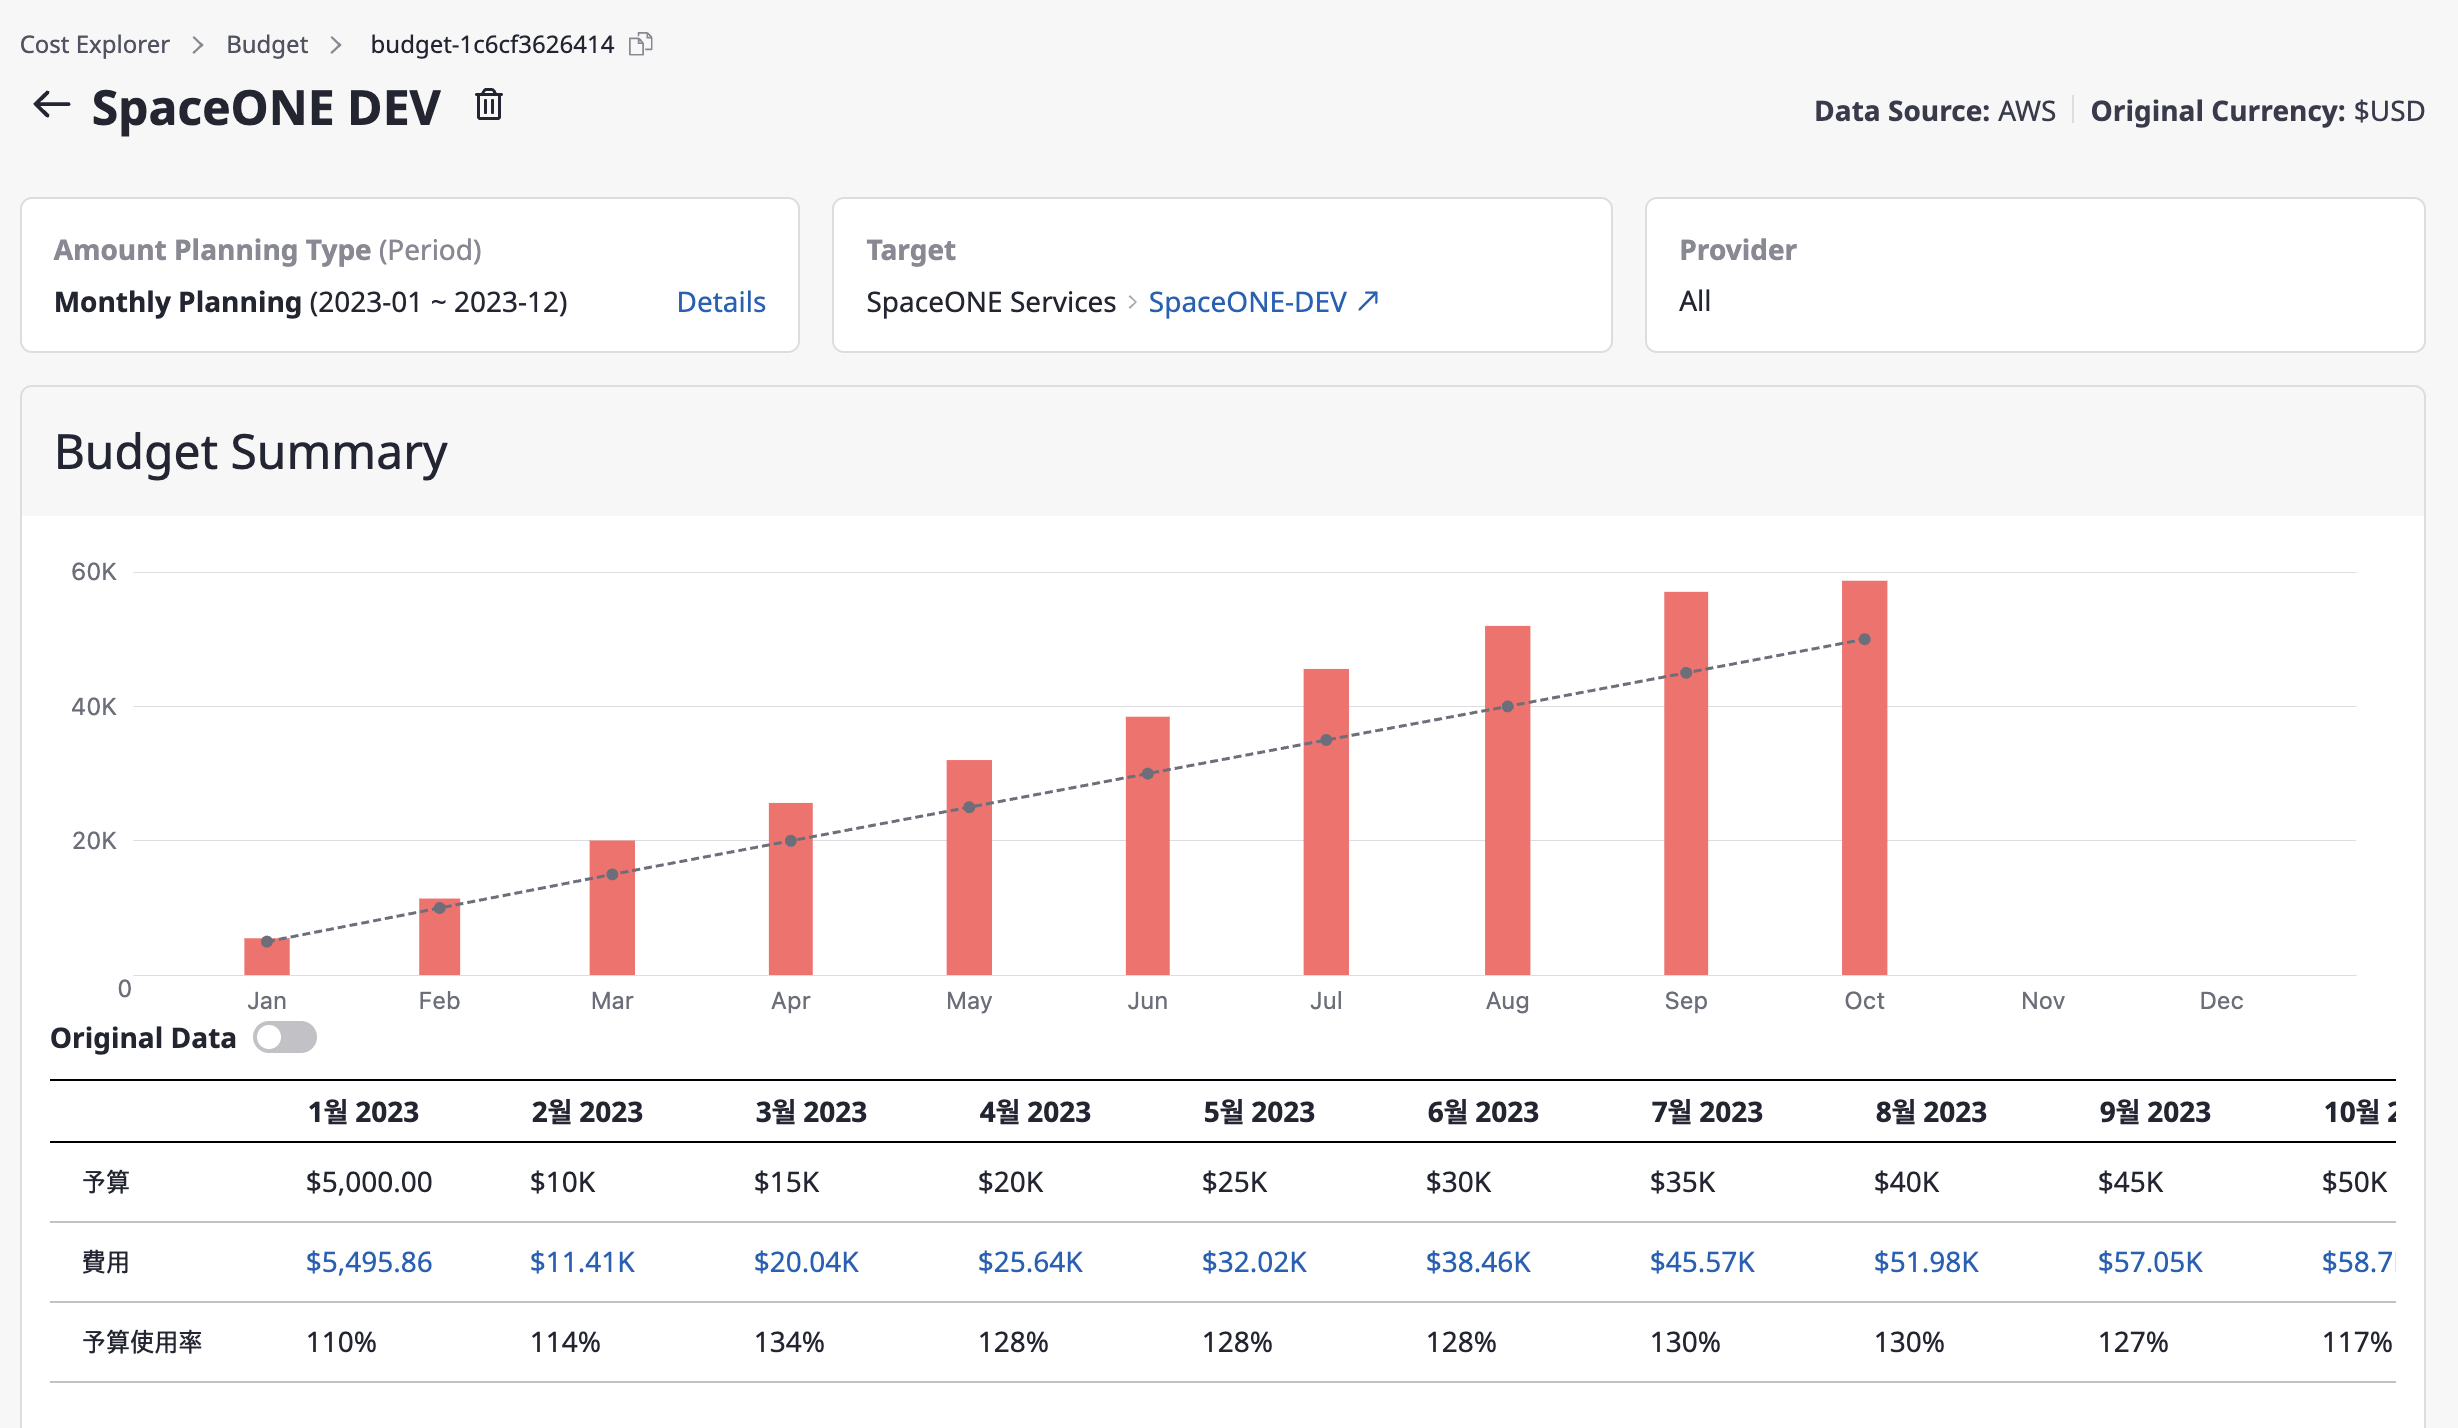 Cost Explorer > Budget > budget-1c6cf3626414
SpaceONE DEV
Data Source: AWS
Original Currency: $USD
Amount Planning Type (Period)
Monthly Planning (2023-01 ~ 2023-12)
Details
Target
SpaceONE Services > SpaceONE-DEV
Provider
All
Budget Summary
60K
40K
20K
0
Jan Feb Mar Apr May Jun Jul Aug Sep Oct Nov Dec
Original Data
1월 2023 2월 2023 3월 2023 4월 2023 5월 2023 6월 2023 7월 2023 8월 2023 9월 2023 10월 2
予算 $5,000.00 $10K $15K $20K $25K $30K $35K $40K $45K $50K
費用 $5,495.86 $11.41K $20.04K $25.64K $32.02K $38.46K $45.57K $51.98K $57.05K $58.7
予算使用率 110% 114% 134% 128% 128% 128% 130% 130% 127% 117%